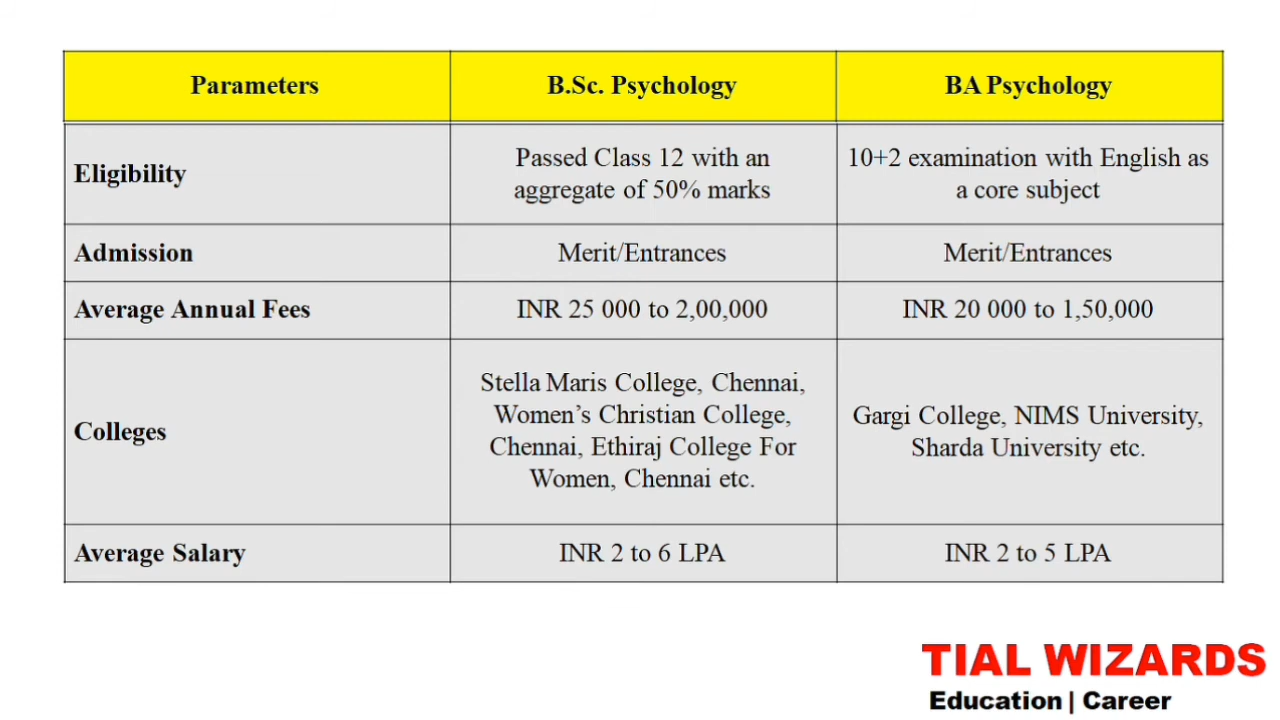 Parameters
B.Sc. Psychology
BA Psychology
Eligibility
Passed Class 12 with an
aggregate of 50% marks
10+2 examination with English as
a core subject
Admission
Merit/Entrances
Merit/Entrances
Average Annual Fees
INR 25 000 to 2,00,000
INR 20 000 to 1,50,000
Colleges
Stella Maris College, Chennai,
Women’s Christian College,
Chennai, Ethiraj College For
Women, Chennai etc.
Gargi College, NIMS University,
Sharda University etc.
Average Salary
INR 2 to 6 LPA
INR 2 to 5 LPA
TIAL WIZARDS
Education | Career